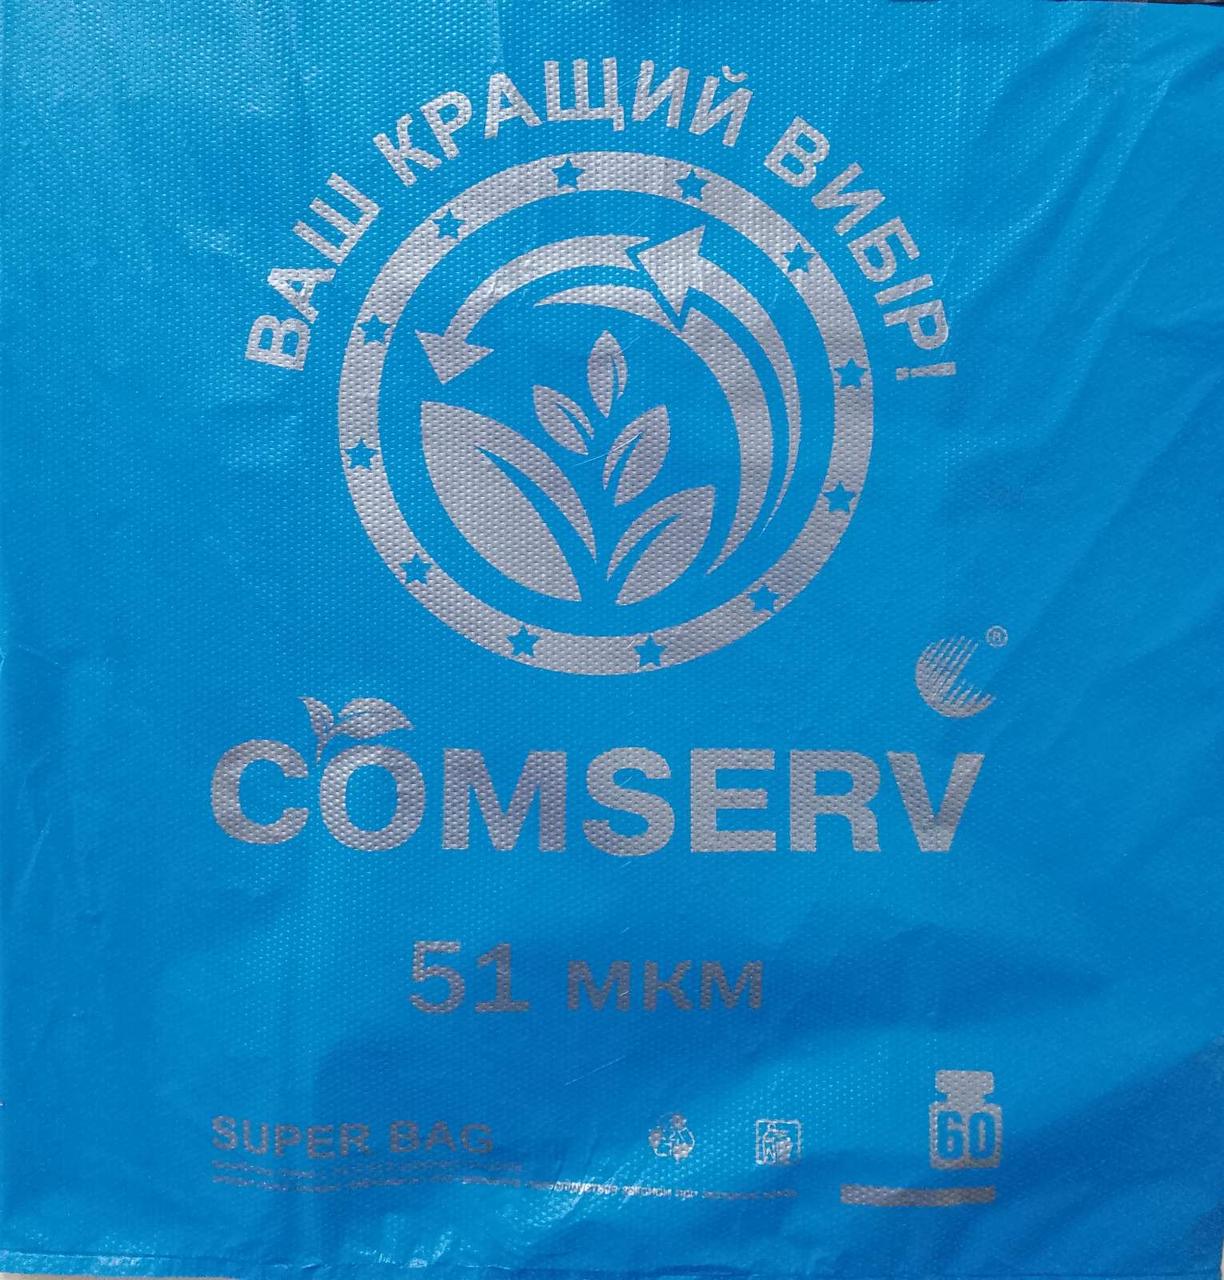 ВАШ КРАЩИЙ ВИБІР!
®
COMSERV
51 мкм
SUPER BAG
60